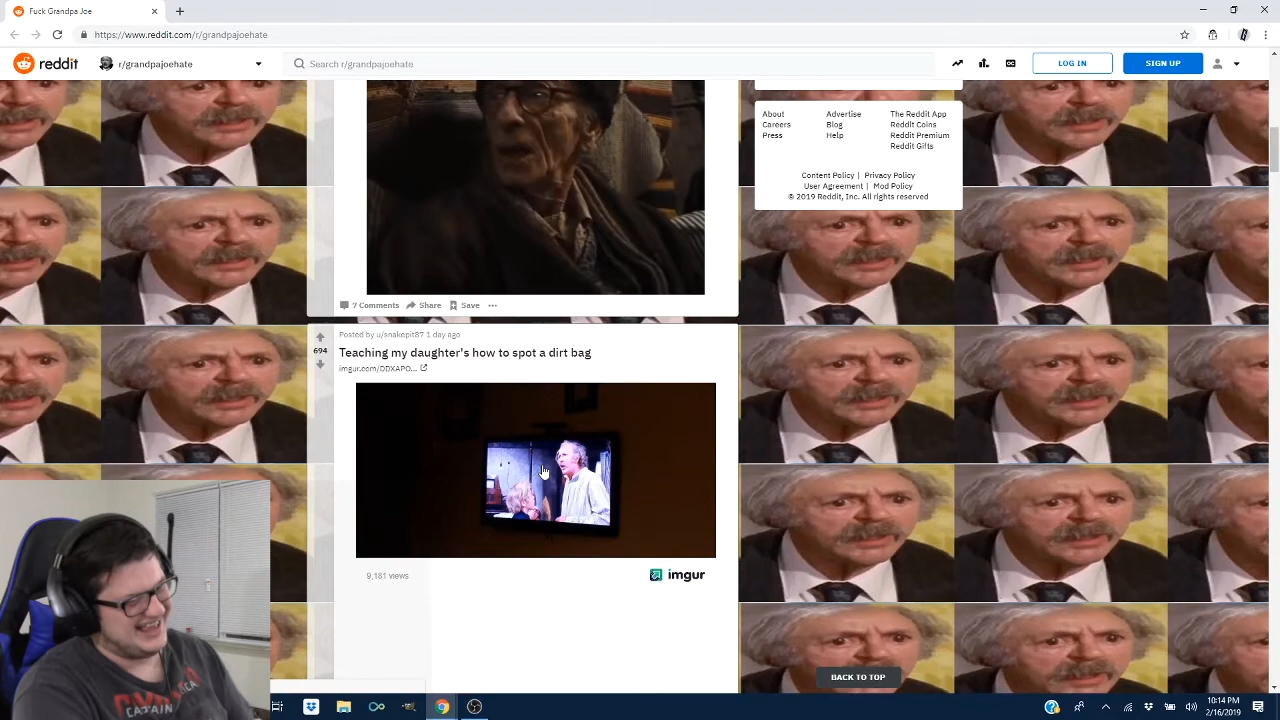 Fuck Grandpa Joe
https://www.reddit.com/r/grandpajoehate
reddit
r/grandpajoehate
Search r/grandpajoehate
LOG IN
SIGN UP
About
Advertise
The Reddit App
Careers
Blog
Reddit Coins
Press
Help
Reddit Premium
Reddit Gifts
Content Policy | Privacy Policy
User Agreement | Mod Policy
© 2019 Reddit, Inc. All rights reserved
7 Comments
Share
Save
Posted by u/snakepit87 1 day ago
694
Teaching my daughter's how to spot a dirt bag
imgur.com/DDXAPO...
9,181 views
imgur
CAPTAIN
BACK TO TOP
10:14 PM
2/16/2019